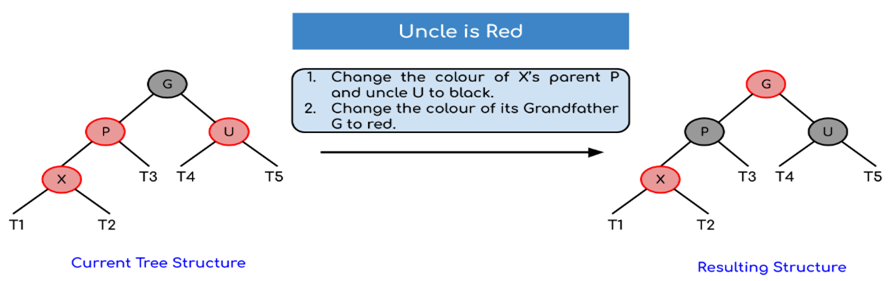 Uncle is Red
1. Change the colour of X's parent P
and uncle U to black.
2. Change the colour of its Grandfather
G to red.
G
P
U
X
T3
T4
T5
T1
T2
Current Tree Structure
G
P
U
X
T3
T4
T5
T1
T2
Resulting Structure